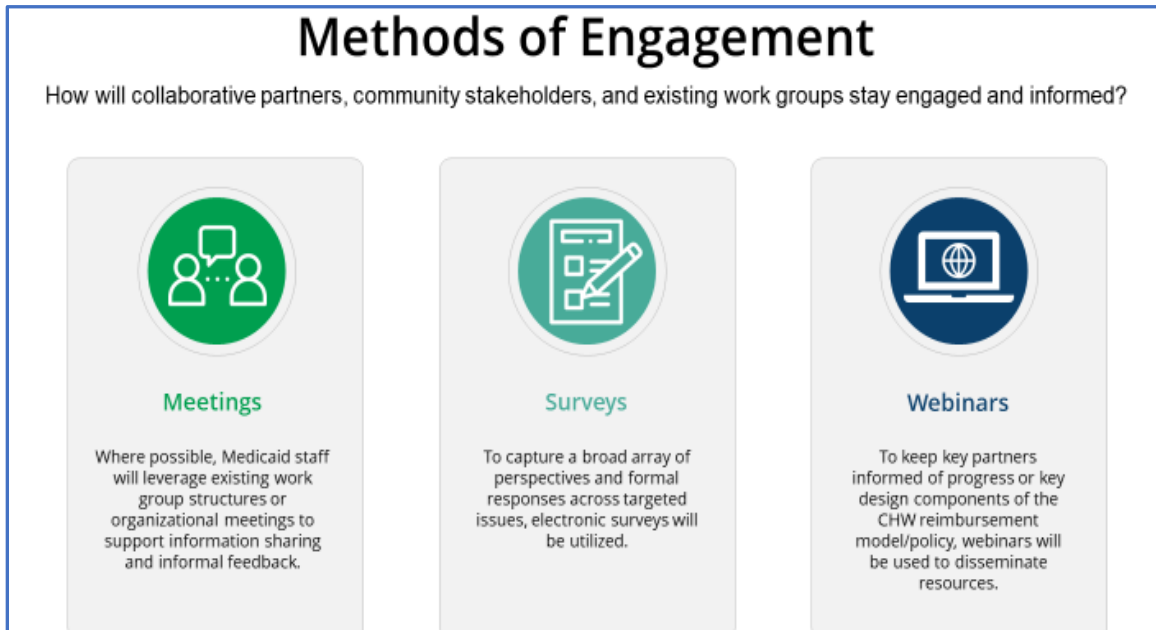 Methods of Engagement
How will collaborative partners, community stakeholders, and existing work groups stay engaged and informed?
Meetings
Where possible, Medicaid staff
will leverage existing work
group structures or
organizational meetings to
support information sharing
and informal feedback.
Surveys
To capture a broad array of
perspectives and formal
responses across targeted
issues, electronic surveys will
be utilized.
Webinars
To keep key partners
informed of progress or key
design components of the
CHW reimbursement
model/policy, webinars will
be used to disseminate
resources.